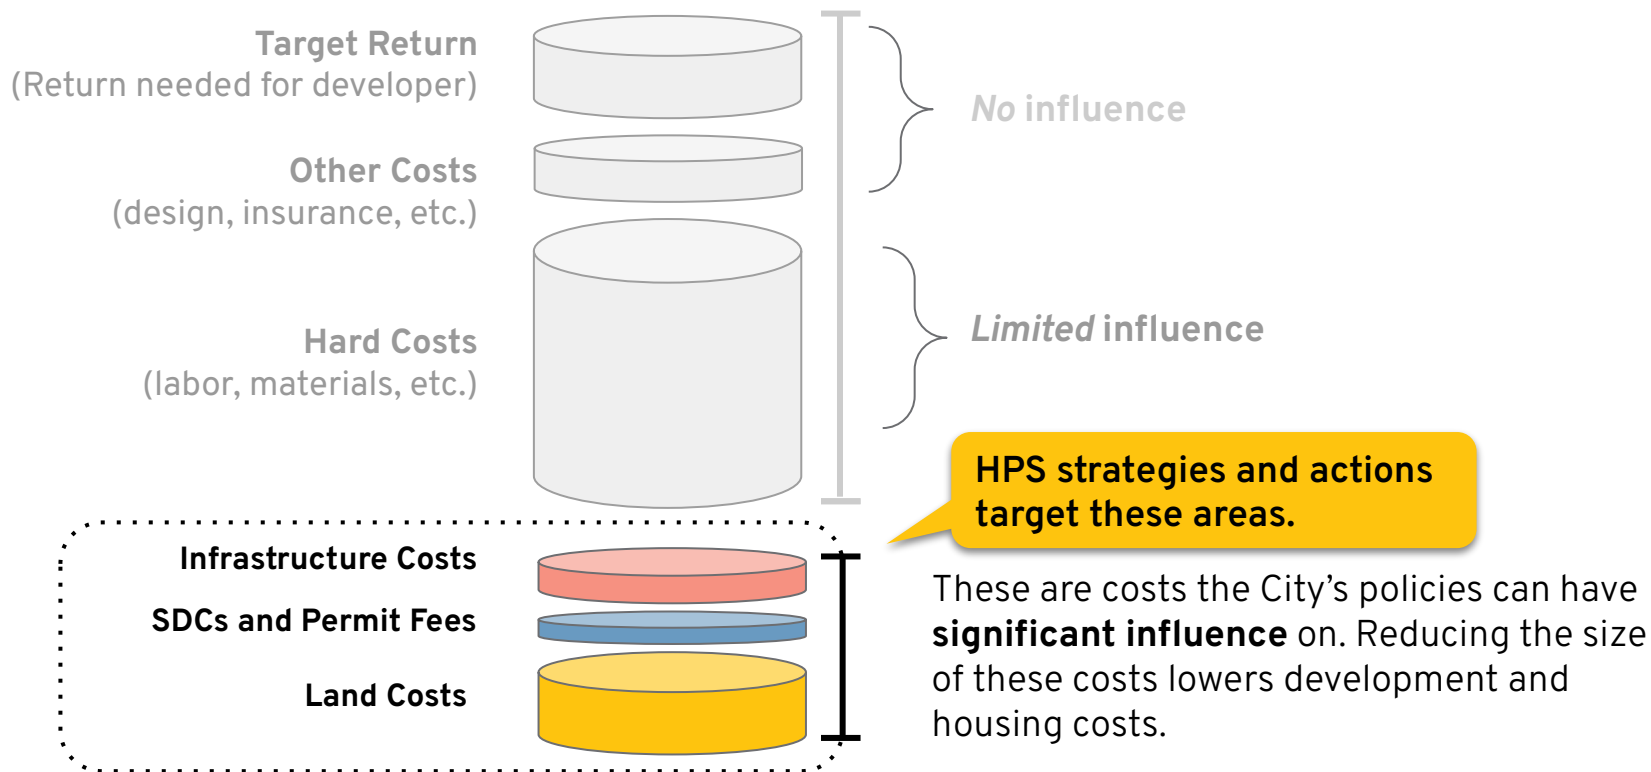 Target Return
(Return needed for developer)
No influence
Other Costs
(design, insurance, etc.)
Hard Costs
(labor, materials, etc.)
Limited influence
HPS strategies and actions
target these areas.
Infrastructure Costs
SDCs and Permit Fees
Land Costs
These are costs the City’s policies can have
significant influence on. Reducing the size
of these costs lowers development and
housing costs.